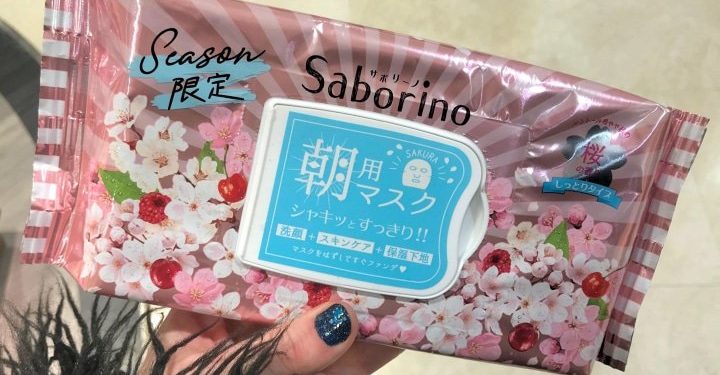 Season
限定
サボリーノ
Saborino
朝用
マスク
SAKURA
シャキッとすっきり!!
洗顔+スキンケア+保湿下地
マスクをはずしてすぐファンデ♥
桜
しっとりタイプ